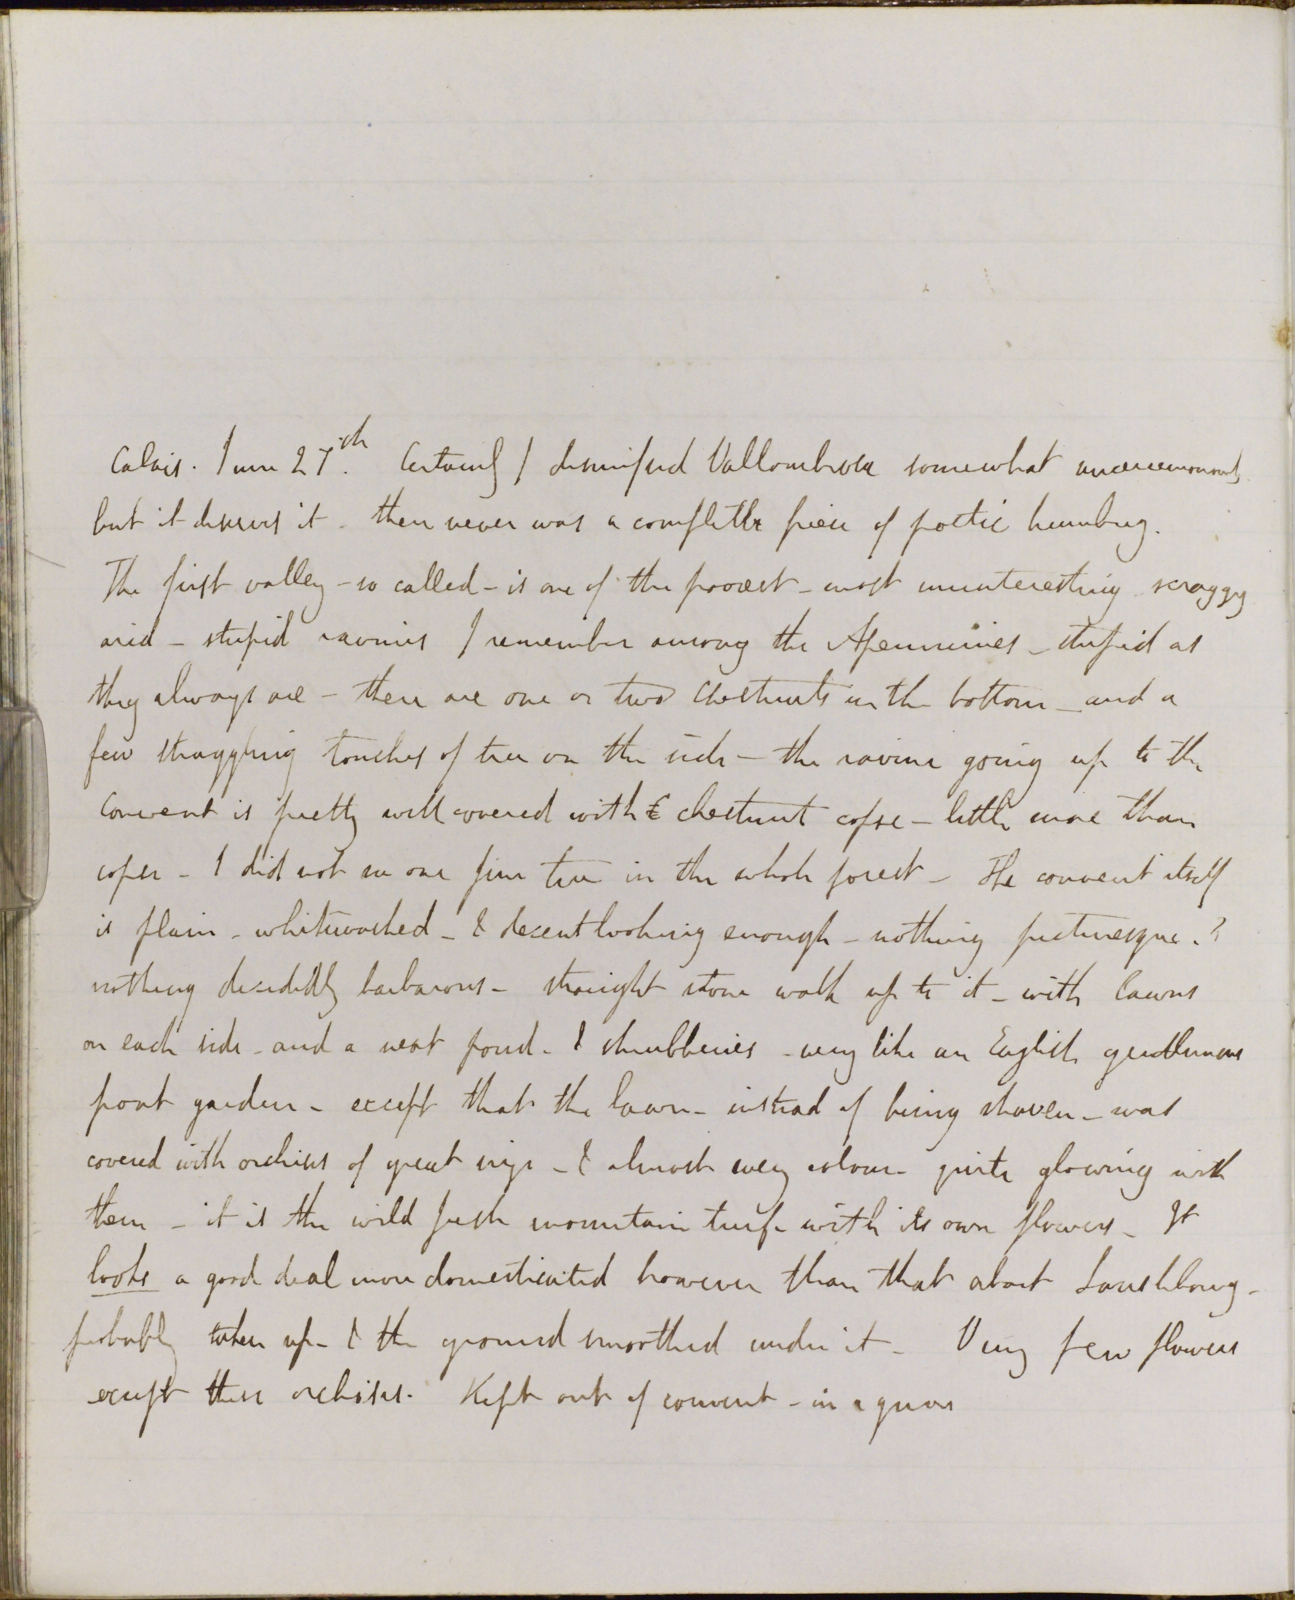 Calais. June 27th. Certainly I dismissed Vallombrosa somewhat unceremoniously
but it deserves it. there never was a completer piece of poetic humbug.
The first valley - so called - is one of the poorest - most uninteresting scraggy
arid - stupid ravines I remember among the Apennines - stupid as
they always are - there are one or two chestnuts in the bottom - and a
few straggling touches of tree on the side - the ravine going up to the
convent is pretty well covered with chestnut copse - little more than
copse - I did not see one fine tree in the whole forest - The convent itself
is plain - whitewashed - & decent looking enough - nothing picturesque.
nothing decidedly barbarous - straight stone walk up to it - with lawns
on each side - and a neat pond - & shrubberies - very like an English gentlemans
front garden - except that the lawn - instead of being shaven - was
covered with orchises of great size - & almost every colour - quite glowing with
them - it is the wild fresh mountain turf - with its own flowers - It
looks a good deal more domesticated however than that about
probably taken up - & the ground smoothed under it - Very few flowers
except these orchises. Kept out of convent - in a